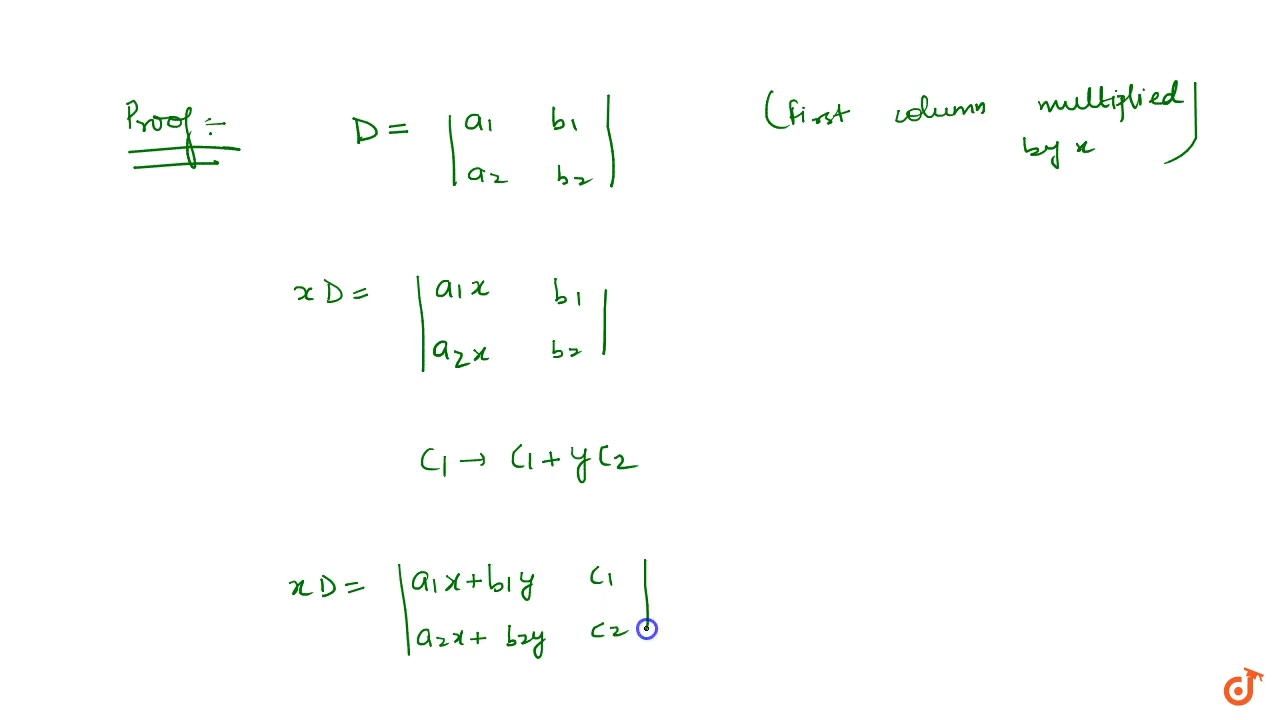 Proof :-
D = | a1 b1 |
| a2 b2 |
(First column multiplied
by x)
xD = | a1x b1 |
| a2x b2 |
C1 → C1 + yC2
xD = | a1x + b1y c1 |
| a2x + b2y c2 |